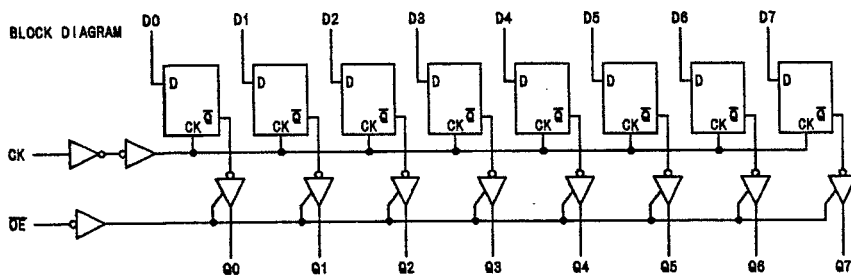 D0 D1 D2 D3 D4 D5 D6 D7
BLOCK DIAGRAM
D D D D D D D D
Q̅ Q̅ Q̅ Q̅ Q̅ Q̅ Q̅ Q̅
CK CK CK CK CK CK CK CK
CK
O̅E̅
Q0 Q1 Q2 Q3 Q4 Q5 Q6 Q7